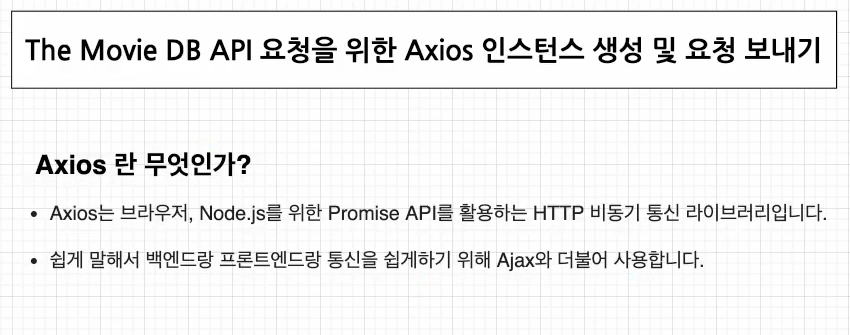 The Movie DB API 요청을 위한 Axios 인스턴스 생성 및 요청 보내기
Axios 란 무엇인가?
• Axios는 브라우저, Node.js를 위한 Promise API를 활용하는 HTTP 비동기 통신 라이브러리입니다.
• 쉽게 말해서 백엔드랑 프론트엔드랑 통신을 쉽게하기 위해 Ajax와 더불어 사용합니다.